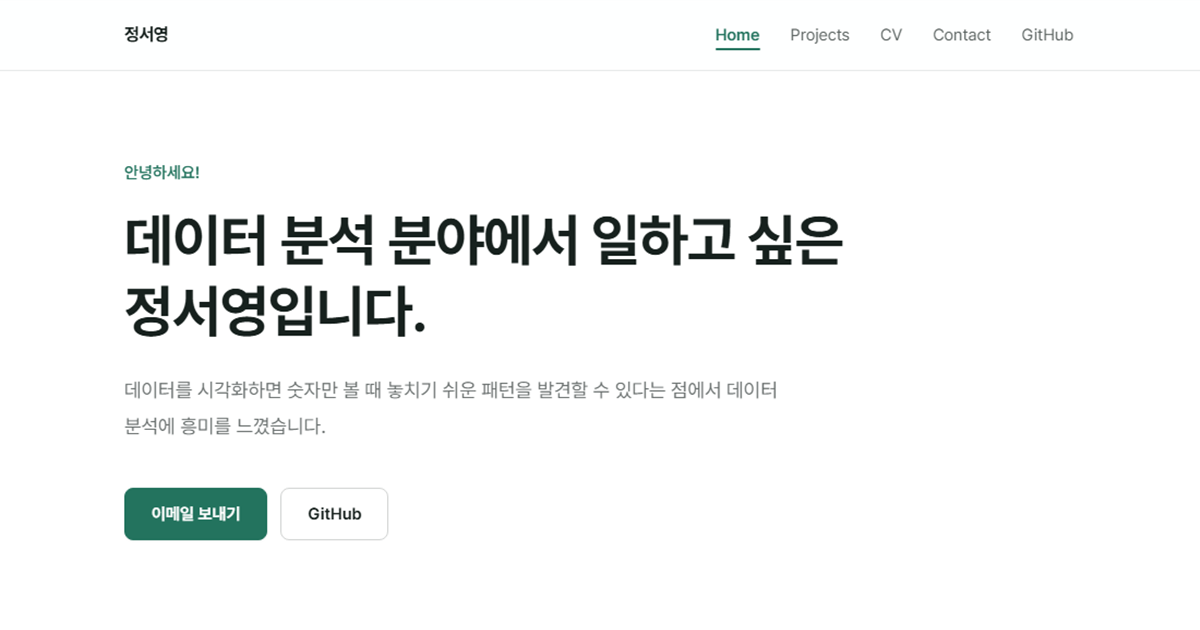 정서영
Home Projects CV Contact GitHub
안녕하세요!
데이터 분석 분야에서 일하고 싶은
정서영입니다.
데이터를 시각화하면 숫자만 볼 때 놓치기 쉬운 패턴을 발견할 수 있다는 점에서 데이터
분석에 흥미를 느꼈습니다.
이메일 보내기 GitHub